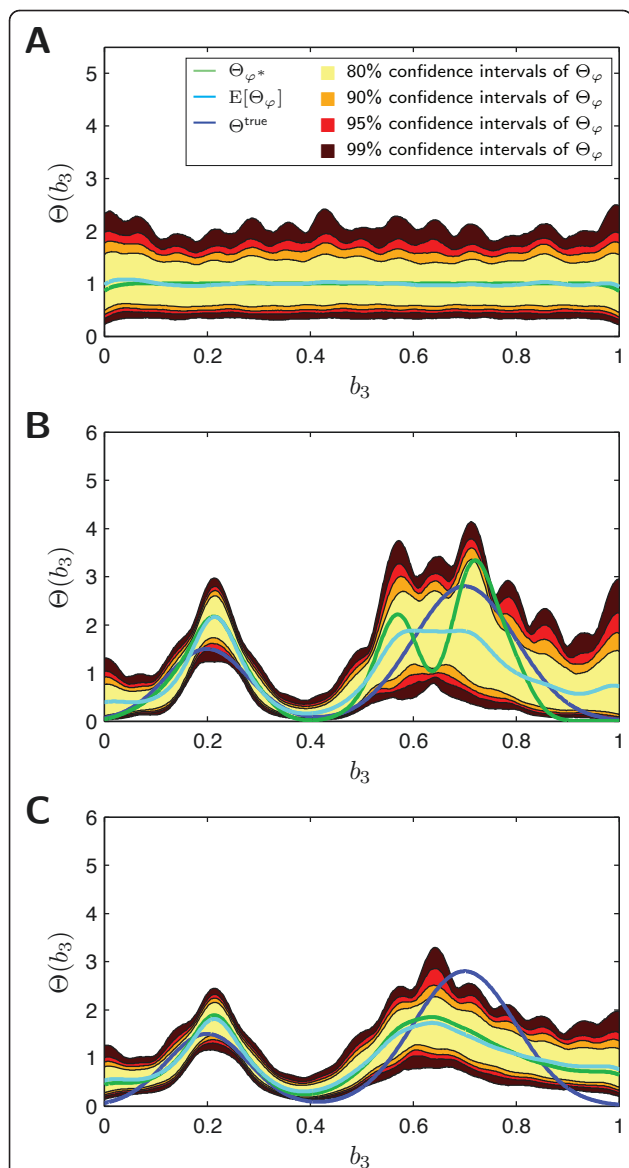 A
Θφ*
E[Θφ]
Θtrue
80% confidence intervals of Θφ
90% confidence intervals of Θφ
95% confidence intervals of Θφ
99% confidence intervals of Θφ
Θ(b3)
5
4
3
2
1
0
0 0.2 0.4 0.6 0.8 1
b3
B
Θ(b3)
6
5
4
3
2
1
0
0 0.2 0.4 0.6 0.8 1
b3
C
Θ(b3)
6
5
4
3
2
1
0
0 0.2 0.4 0.6 0.8 1
b3